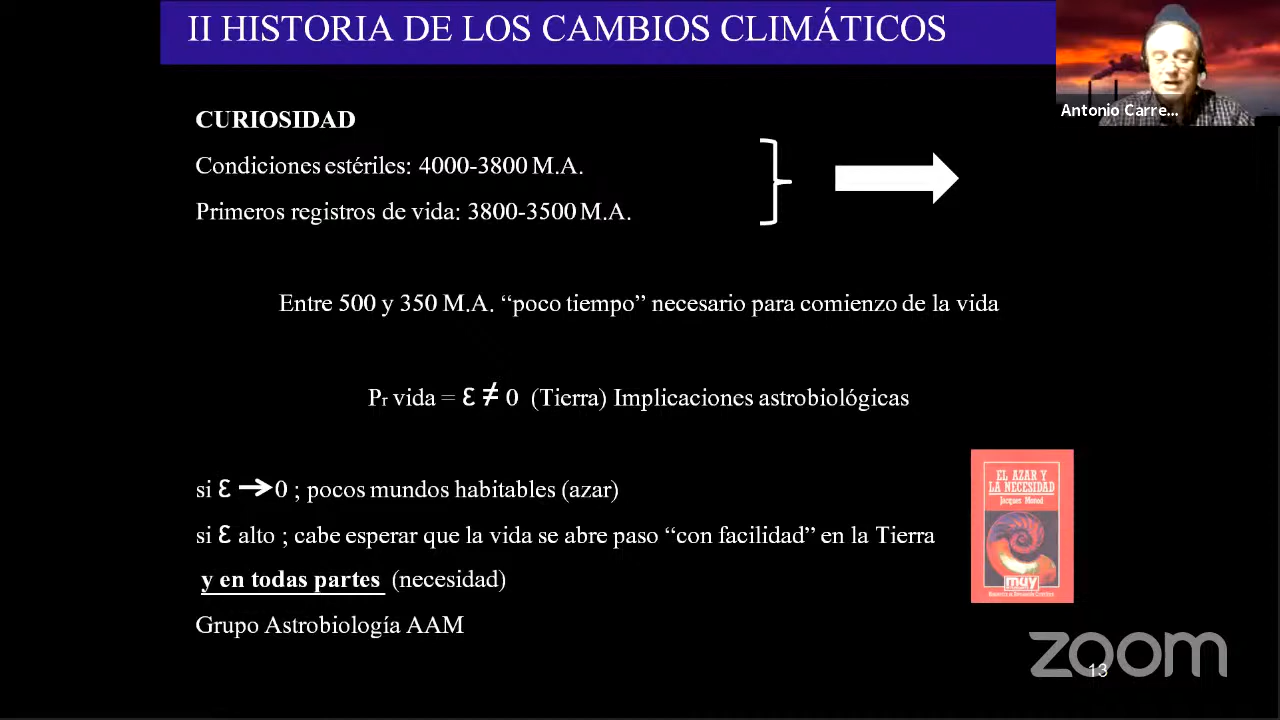 II HISTORIA DE LOS CAMBIOS CLIMÁTICOS
Antonio Carre...
CURIOSIDAD
Condiciones estériles: 4000-3800 M.A.
Primeros registros de vida: 3800-3500 M.A.
Entre 500 y 350 M.A. “poco tiempo” necesario para comienzo de la vida
Pr vida = Ɛ ≠ 0 (Tierra) Implicaciones astrobiológicas
si Ɛ → 0 ; pocos mundos habitables (azar)
si Ɛ alto ; cabe esperar que la vida se abre paso “con facilidad” en la Tierra
y en todas partes (necesidad)
Grupo Astrobiología AAM
EL AZAR Y
LA NECESIDAD
Jacques Monod
muy
zoom
13